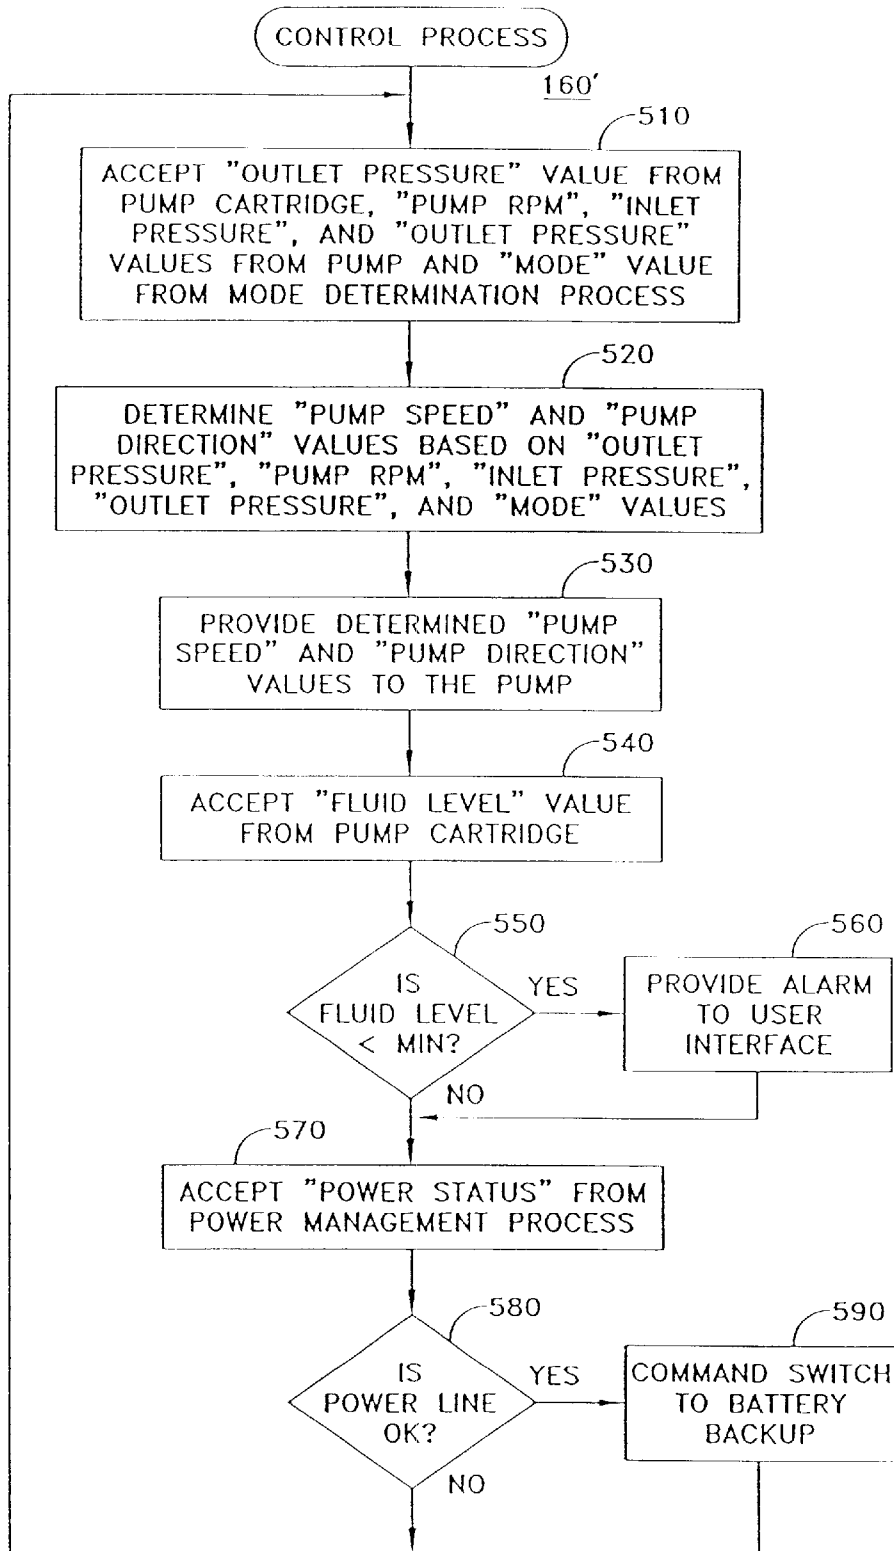 CONTROL PROCESS
160'
510
ACCEPT "OUTLET PRESSURE" VALUE FROM
PUMP CARTRIDGE, "PUMP RPM", "INLET
PRESSURE", AND "OUTLET PRESSURE"
VALUES FROM PUMP AND "MODE" VALUE
FROM MODE DETERMINATION PROCESS
520
DETERMINE "PUMP SPEED" AND "PUMP
DIRECTION" VALUES BASED ON "OUTLET
PRESSURE", "PUMP RPM", "INLET PRESSURE",
"OUTLET PRESSURE", AND "MODE" VALUES
530
PROVIDE DETERMINED "PUMP
SPEED" AND "PUMP DIRECTION"
VALUES TO THE PUMP
540
ACCEPT "FLUID LEVEL" VALUE
FROM PUMP CARTRIDGE
550
IS
FLUID LEVEL
< MIN?
YES
NO
560
PROVIDE ALARM
TO USER
INTERFACE
570
ACCEPT "POWER STATUS" FROM
POWER MANAGEMENT PROCESS
580
IS
POWER LINE
OK?
YES
NO
590
COMMAND SWITCH
TO BATTERY
BACKUP